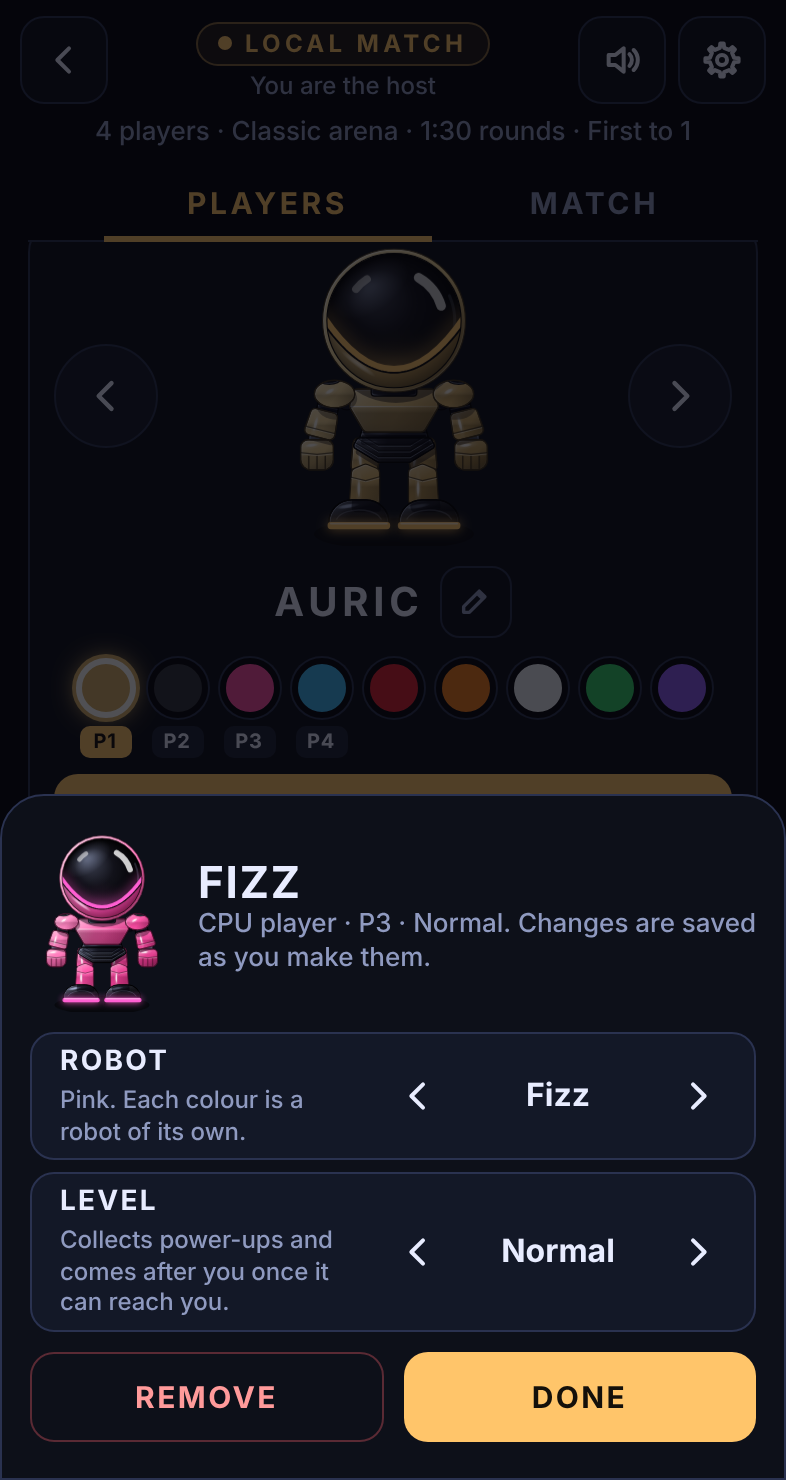 LOCAL MATCH
You are the host
4 players · Classic arena · 1:30 rounds · First to 1
PLAYERS
MATCH
AURIC
P1
P2
P3
P4
FIZZ
CPU player · P3 · Normal. Changes are saved
as you make them.
ROBOT
Pink. Each colour is a
robot of its own.
Fizz
LEVEL
Collects power-ups and
comes after you once it
can reach you.
Normal
REMOVE
DONE